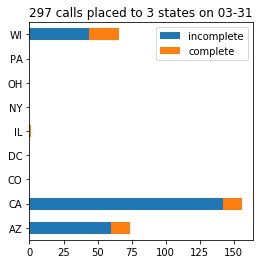 297 calls placed to 3 states on 03-31
incomplete
complete
WI
PA
OH
NY
IL
DC
CO
CA
AZ
0 25 50 75 100 125 150